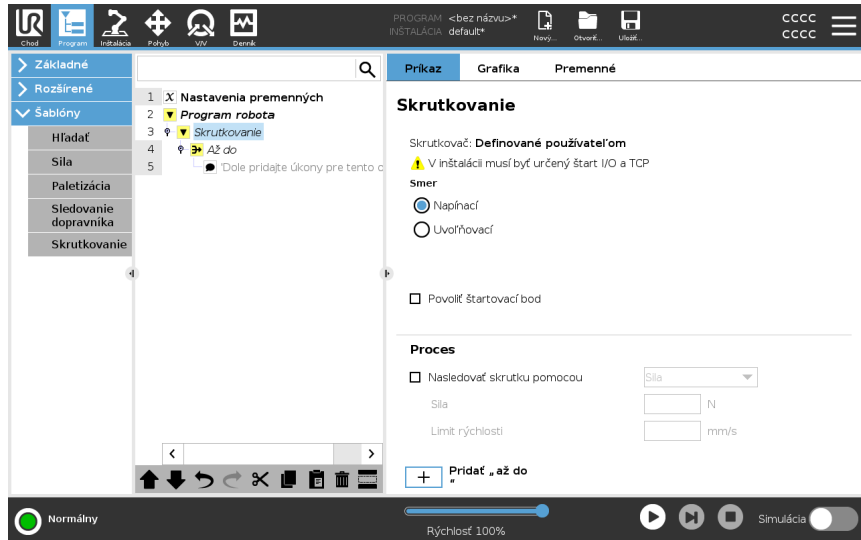 UR
Chod
Program
Inštalácia
Pohyb
V/V
Denník
PROGRAM <bez názvu>*
INŠTALÁCIA default*
Nový...
Otvoriť...
Uložiť...
cccc
cccc
Základné
Rozšírené
Šablóny
Hľadať
Sila
Paletizácia
Sledovanie
dopravníka
Skrutkovanie
1 X Nastavenia premenných
2 Program robota
3 Skrutkovanie
4 Až do
5 'Dole pridajte úkony pre tento o
Príkaz
Grafika
Premenné
Skrutkovanie
Skrutkovač: Definované používateľom
V inštalácii musí byť určený štart I/O a TCP
Smer
Napínací
Uvoľňovací
Povoliť štartovací bod
Proces
Nasledovať skrutku pomocou
Sila
Sila
N
Limit rýchlosti
mm/s
+ Pridať „až do
“
Normálny
Rýchlosť 100%
Simulácia